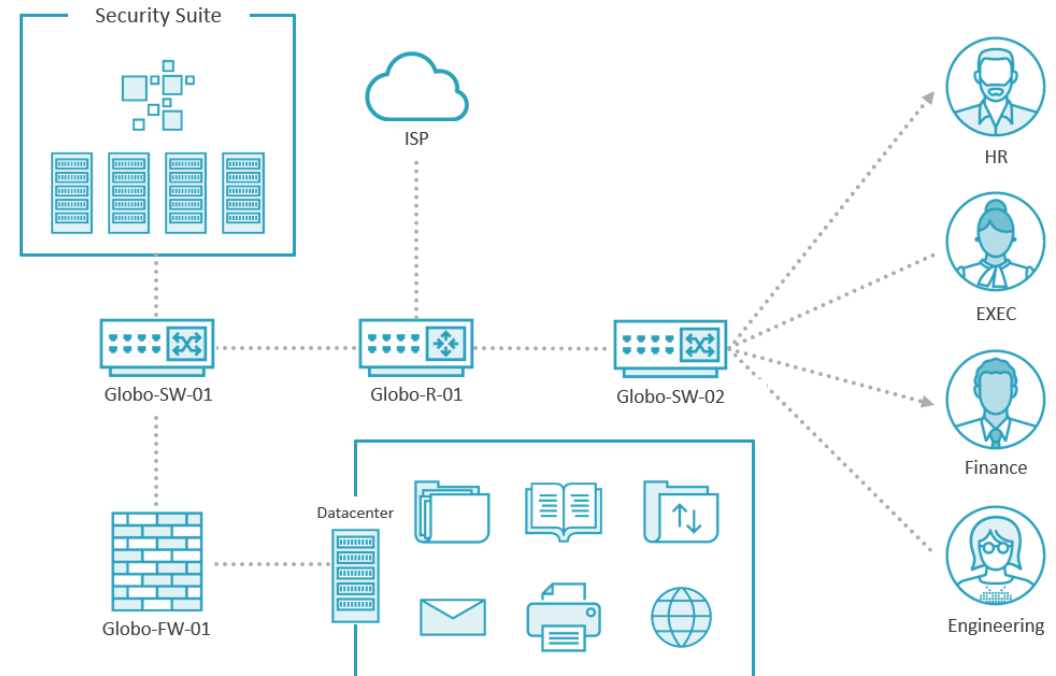 Security Suite
ISP
HR
EXEC
Globo-SW-01
Globo-R-01
Globo-SW-02
Finance
Datacenter
Globo-FW-01
Engineering